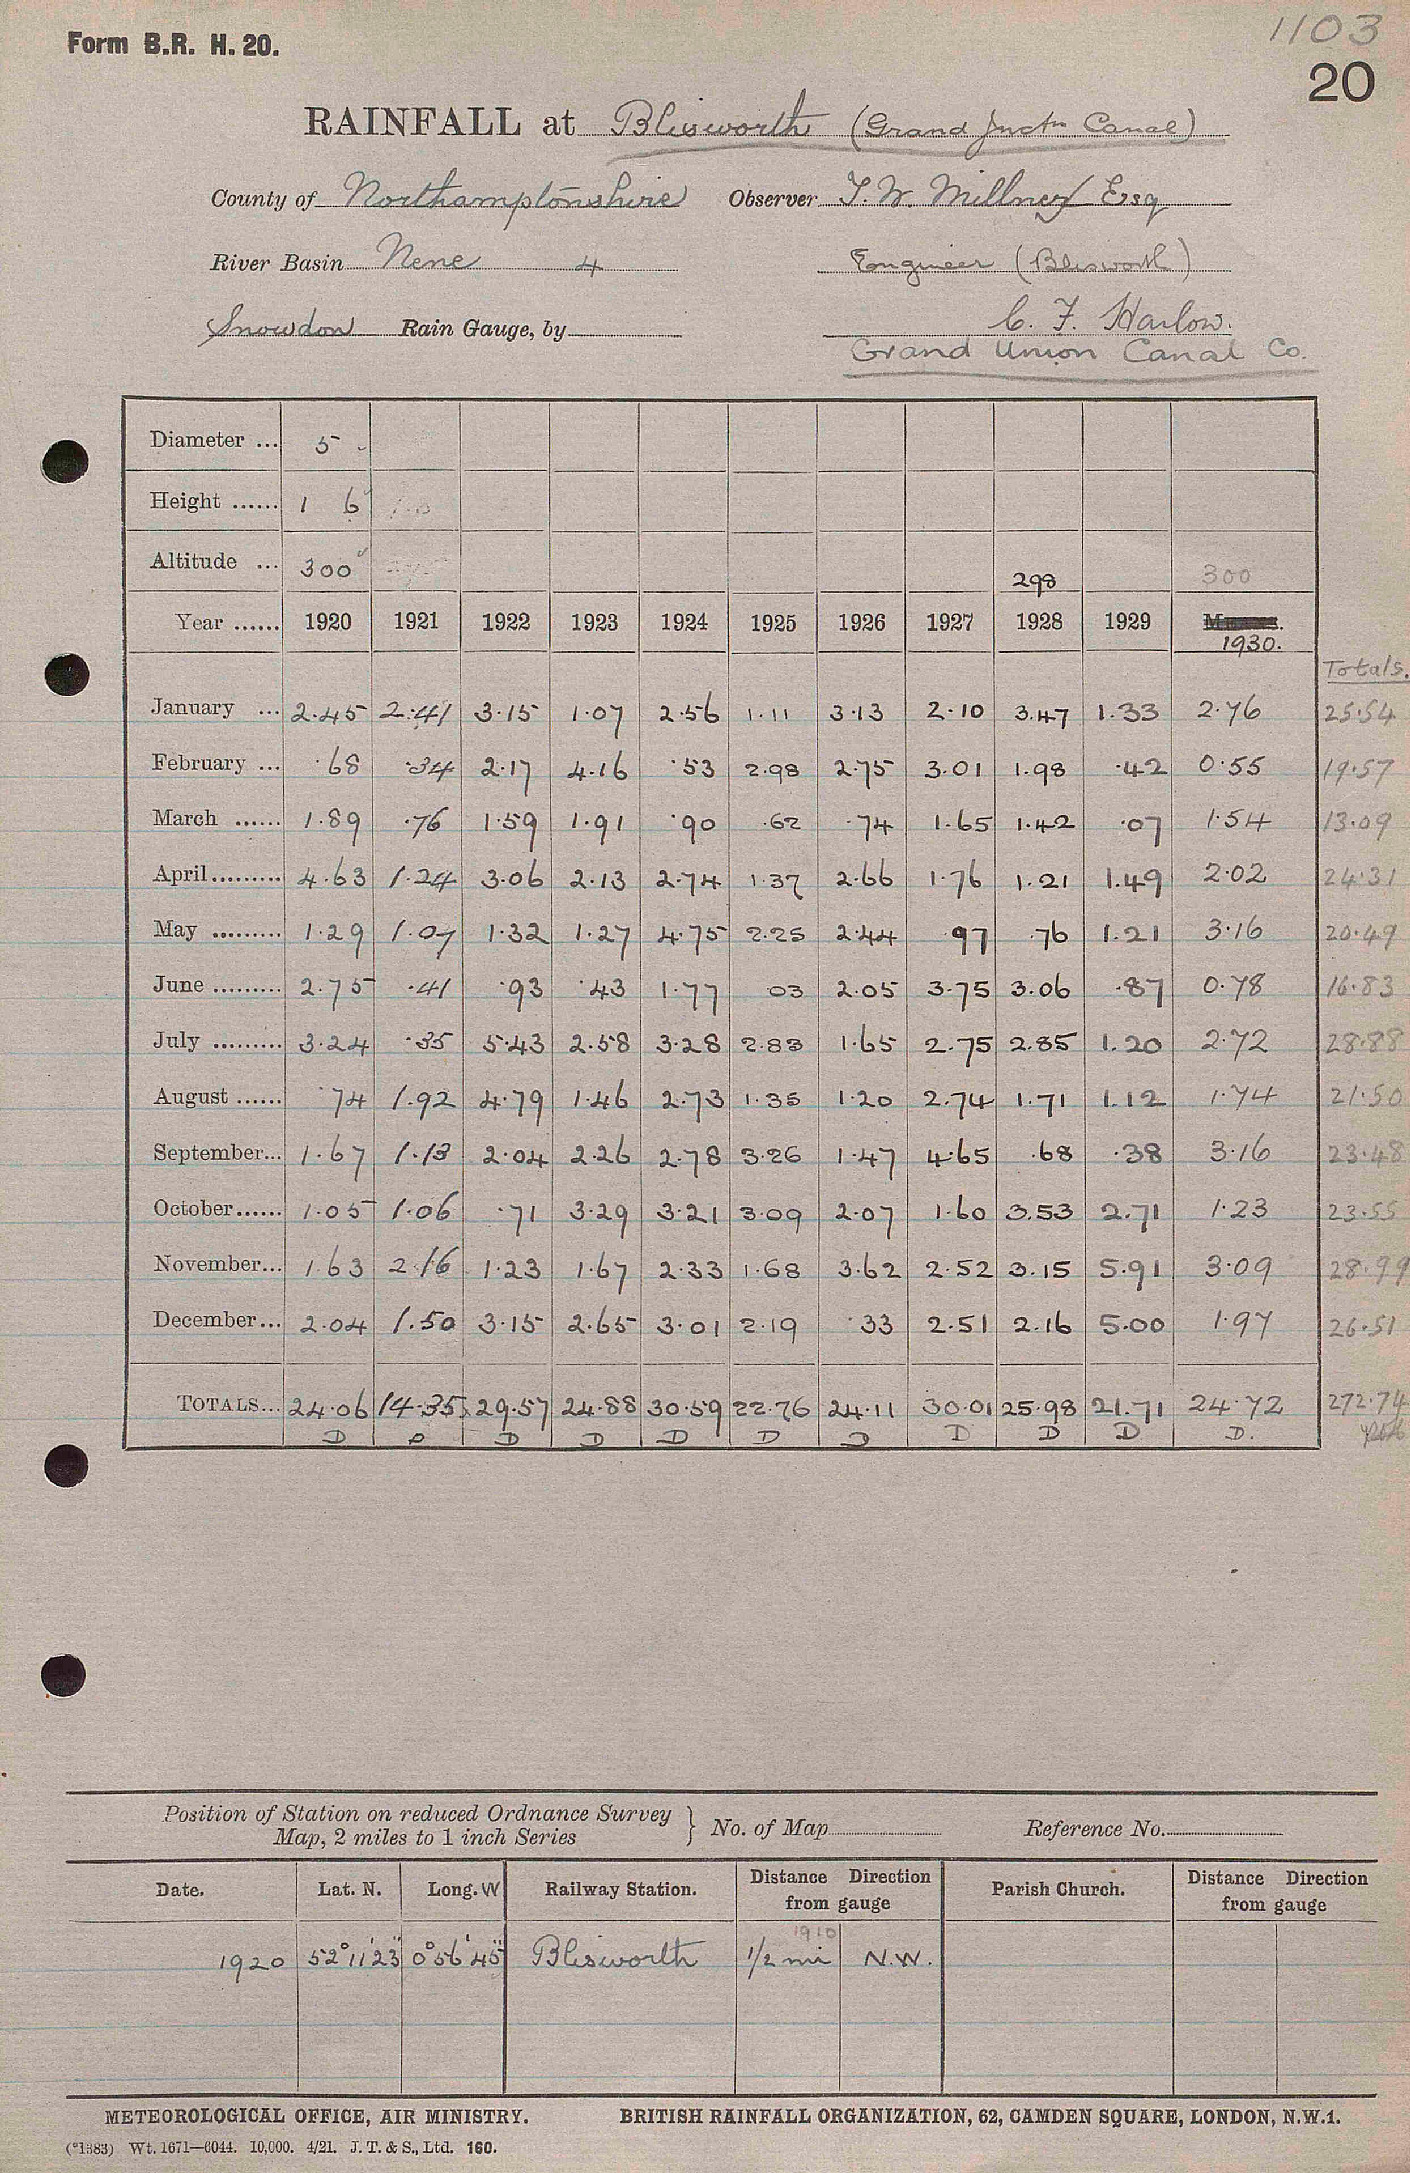 1103
Form B.R. H. 20.
20
RAINFALL at Blisworth (Grand Junctn Canal)
County of Northamptonshire Observer T. W. Millner Esq
River Basin Nene 4 Engineer (Blisworth)
Snowdon Rain Gauge, by C. F. Harlow.
Grand Union Canal Co.
Diameter ... 5
Height ...... 1 6
Altitude ... 300 298 300
Year ...... 1920 1921 1922 1923 1924 1925 1926 1927 1928 1929 1930.
Totals.
January ... 2.45 2.41 3.15 1.07 2.56 1.11 3.13 2.10 3.47 1.33 2.76 25.54
February ... .68 .34 2.17 4.16 .53 2.98 2.75 3.01 1.98 .42 0.55 19.57
March ...... 1.89 .76 1.59 1.91 .90 .62 .74 1.65 1.42 .07 1.54 13.09
April ......... 4.63 1.24 3.06 2.13 2.74 1.37 2.66 1.76 1.21 1.49 2.02 24.31
May ......... 1.29 1.07 1.32 1.27 4.75 2.25 2.44 .97 .76 1.21 3.16 20.49
June ......... 2.75 .41 .93 .43 1.77 .03 2.05 3.75 3.06 .87 0.78 16.83
July ......... 3.24 .35 5.43 2.58 3.28 2.83 1.65 2.75 2.85 1.20 2.72 28.88
August ...... .74 1.92 4.79 1.46 2.73 1.35 1.20 2.74 1.71 1.12 1.74 21.50
September... 1.67 1.13 2.04 2.26 2.78 3.26 1.47 4.65 .68 .38 3.16 23.48
October...... 1.05 1.06 .71 3.29 3.21 3.09 2.07 1.60 3.53 2.71 1.23 23.55
November... 1.63 2.16 1.23 1.67 2.33 1.68 3.62 2.52 3.15 5.91 3.09 28.99
December... 2.04 1.50 3.15 2.65 3.01 2.19 .33 2.51 2.16 5.00 1.97 26.51
TOTALS... 24.06 14.35 29.57 24.88 30.59 22.76 24.11 30.01 25.98 21.71 24.72 272.74
D D D D D D D D D D D.
Position of Station on reduced Ordnance Survey
Map, 2 miles to 1 inch Series } No. of Map Reference No.
Date. Lat. N. Long. W Railway Station. Distance Direction from gauge Parish Church. Distance Direction from gauge
1910
1920 52°11'23" 0°56'45" Blisworth 1/2 mi N.W.
METEOROLOGICAL OFFICE, AIR MINISTRY. BRITISH RAINFALL ORGANIZATION, 62, CAMDEN SQUARE, LONDON, N.W.1.
(*1383) Wt. 1671—6044. 10,000. 4/21. J. T. & S., Ltd. 160.